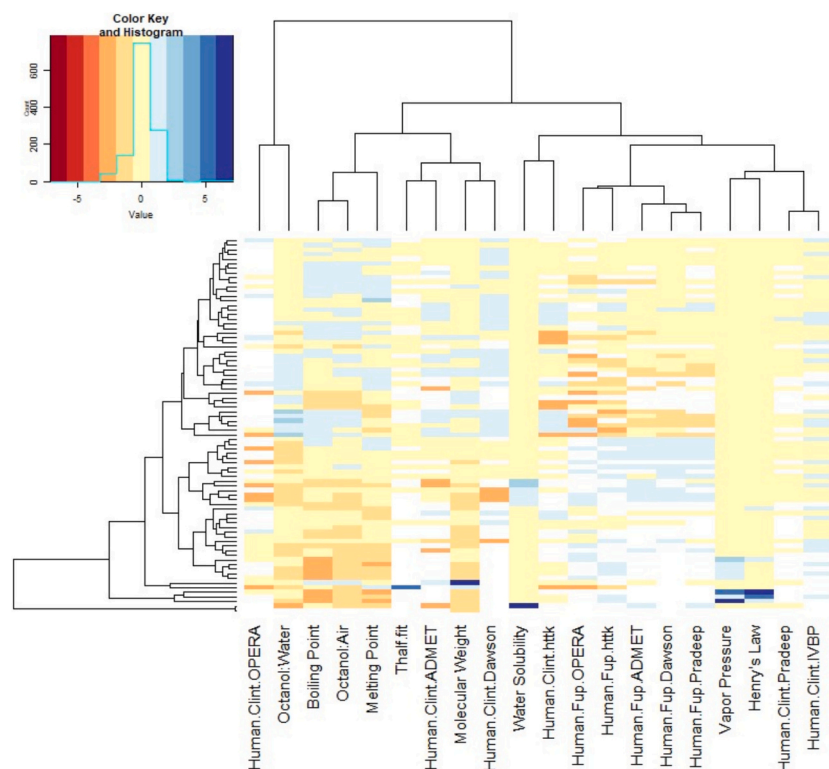 Color Key
and Histogram
Count
0 200 400 600
-5 0 5
Value
Human.Clint.OPERA
Octanol:Water
Boiling Point
Octanol:Air
Melting Point
Thalf.fit
Human.Clint.ADMET
Molecular Weight
Human.Clint.Dawson
Water Solubility
Human.Clint.httk
Human.Fup.OPERA
Human.Fup.httk
Human.Fup.ADMET
Human.Fup.Dawson
Human.Fup.Pradeep
Vapor Pressure
Henry's Law
Human.Clint.Pradeep
Human.Clint.IVBP